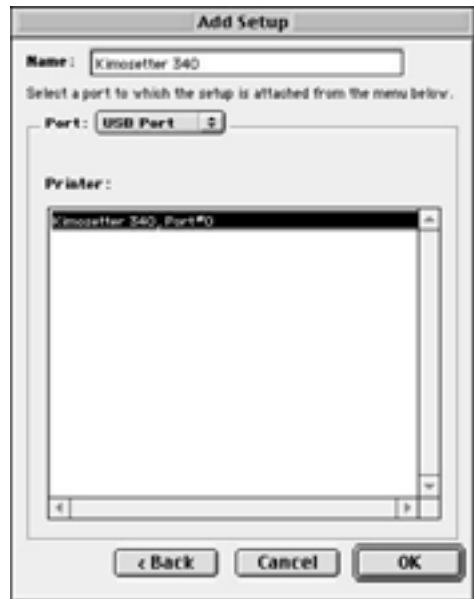 Add Setup
Name: Kimosetter 340
Select a port to which the setup is attached from the menu below.
Port: USB Port
Printer:
Kimosetter 340, Port#0
< Back Cancel OK